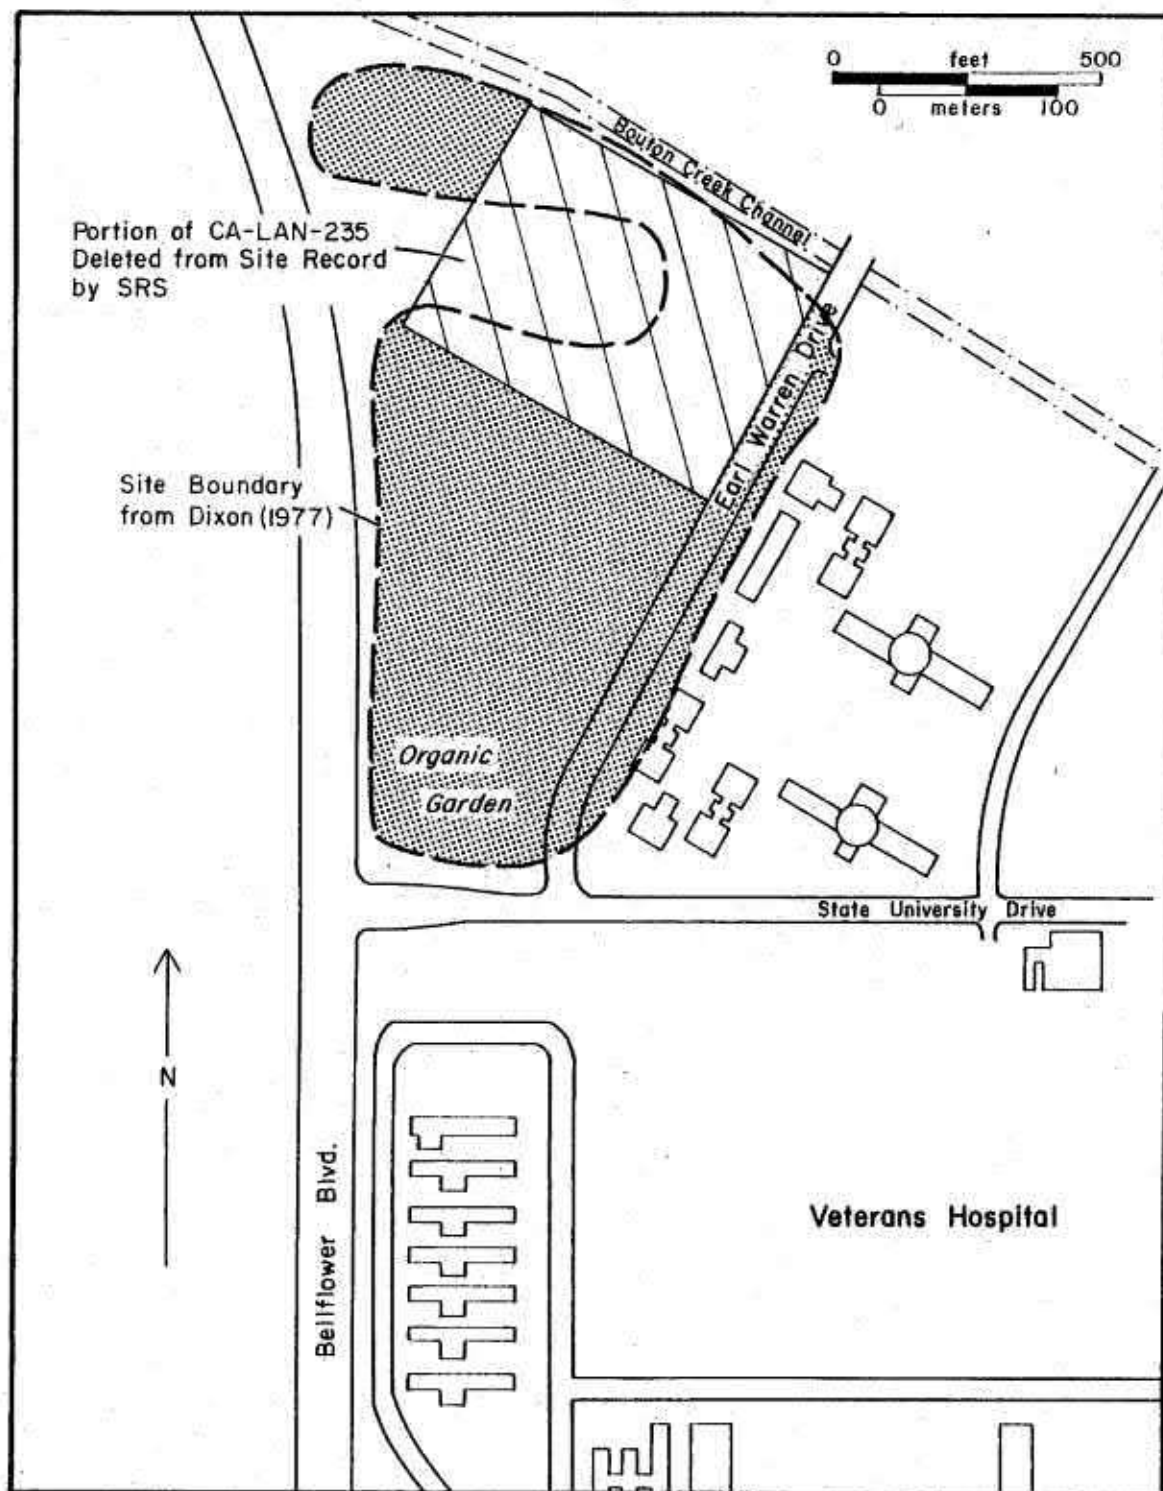 0 feet 500
0 meters 100
Bouton Creek Channel
Portion of CA-LAN-235
Deleted from Site Record
by SRS
Earl Warren Drive
Site Boundary
from Dixon (1977)
Organic
Garden
State University Drive
N
Bellflower Blvd.
Veterans Hospital